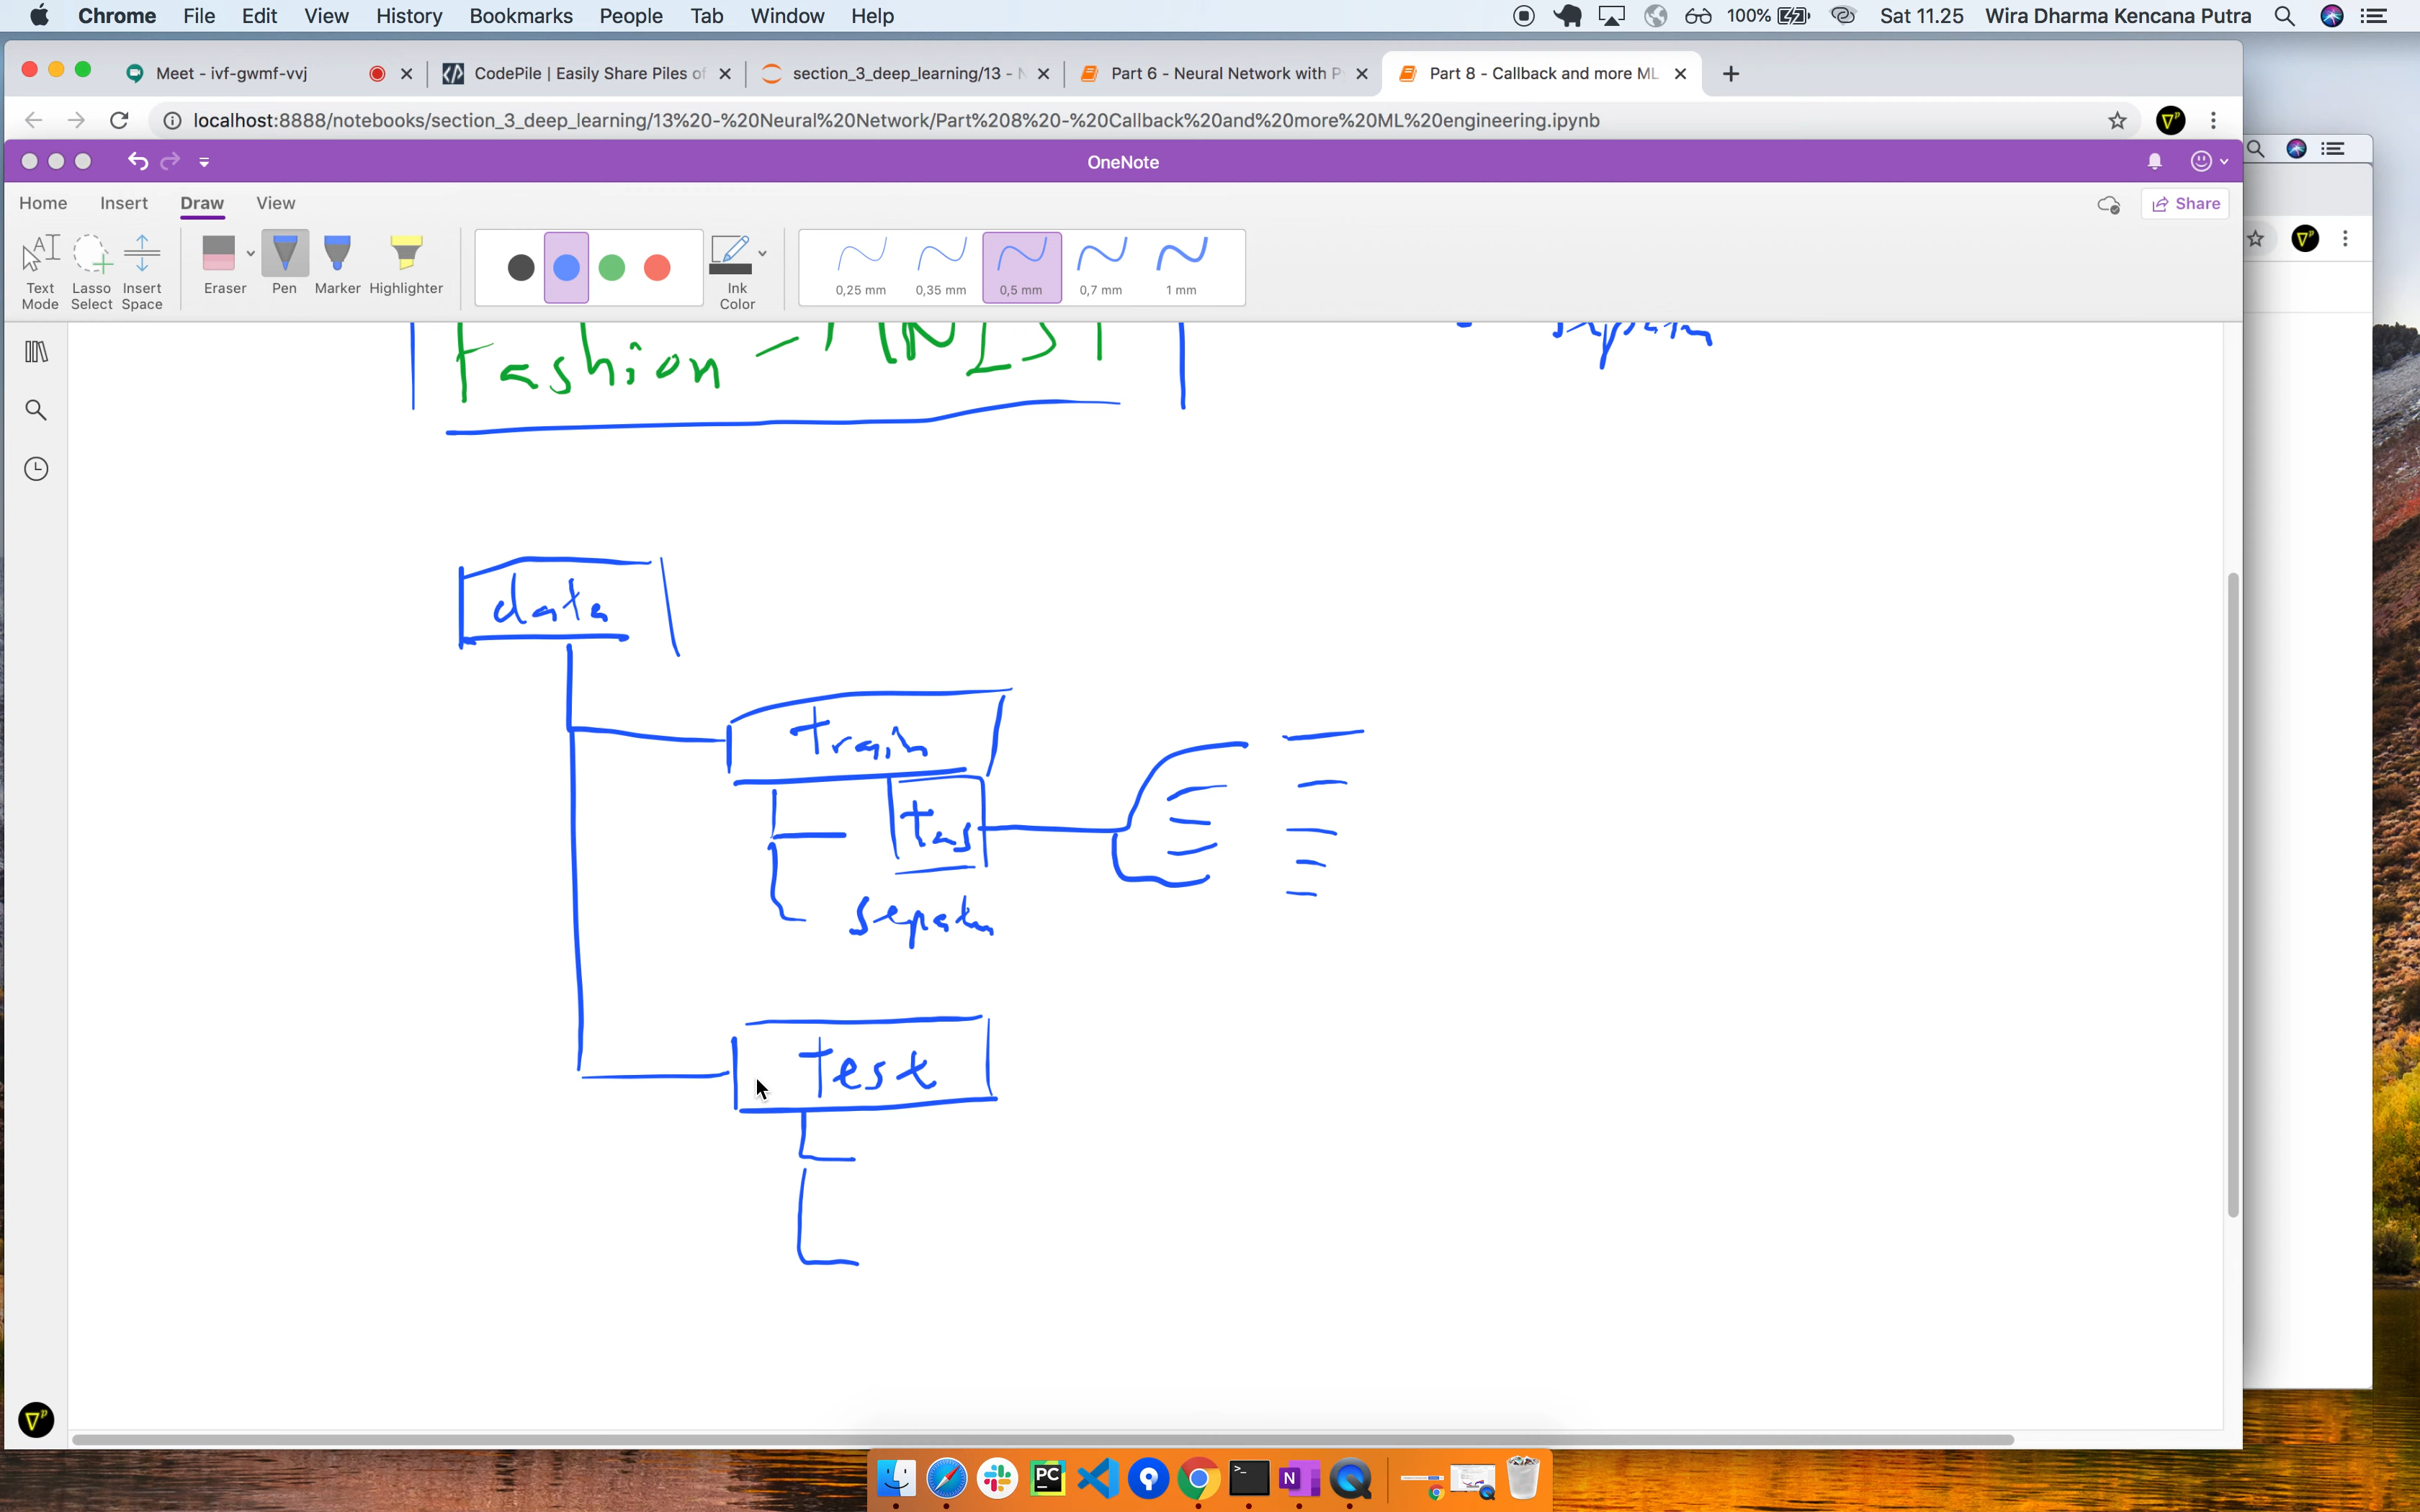 Chrome File Edit View History Bookmarks People Tab Window Help 100% Sat 11.25 Wira Dharma Kencana Putra
Meet - ivf-gwmf-vvj CodePile | Easily Share Piles of section_3_deep_learning/13 - N Part 6 - Neural Network with P Part 8 - Callback and more ML
localhost:8888/notebooks/section_3_deep_learning/13%20-%20Neural%20Network/Part%208%20-%20Callback%20and%20more%20ML%20engineering.ipynb
OneNote
Home Insert Draw View Share
Text Mode Lasso Select Insert Space Eraser Pen Marker Highlighter Ink Color 0,25 mm 0,35 mm 0,5 mm 0,7 mm 1 mm
Fashion - MNIST
data
train
tas
sepatu
Test
PC
N